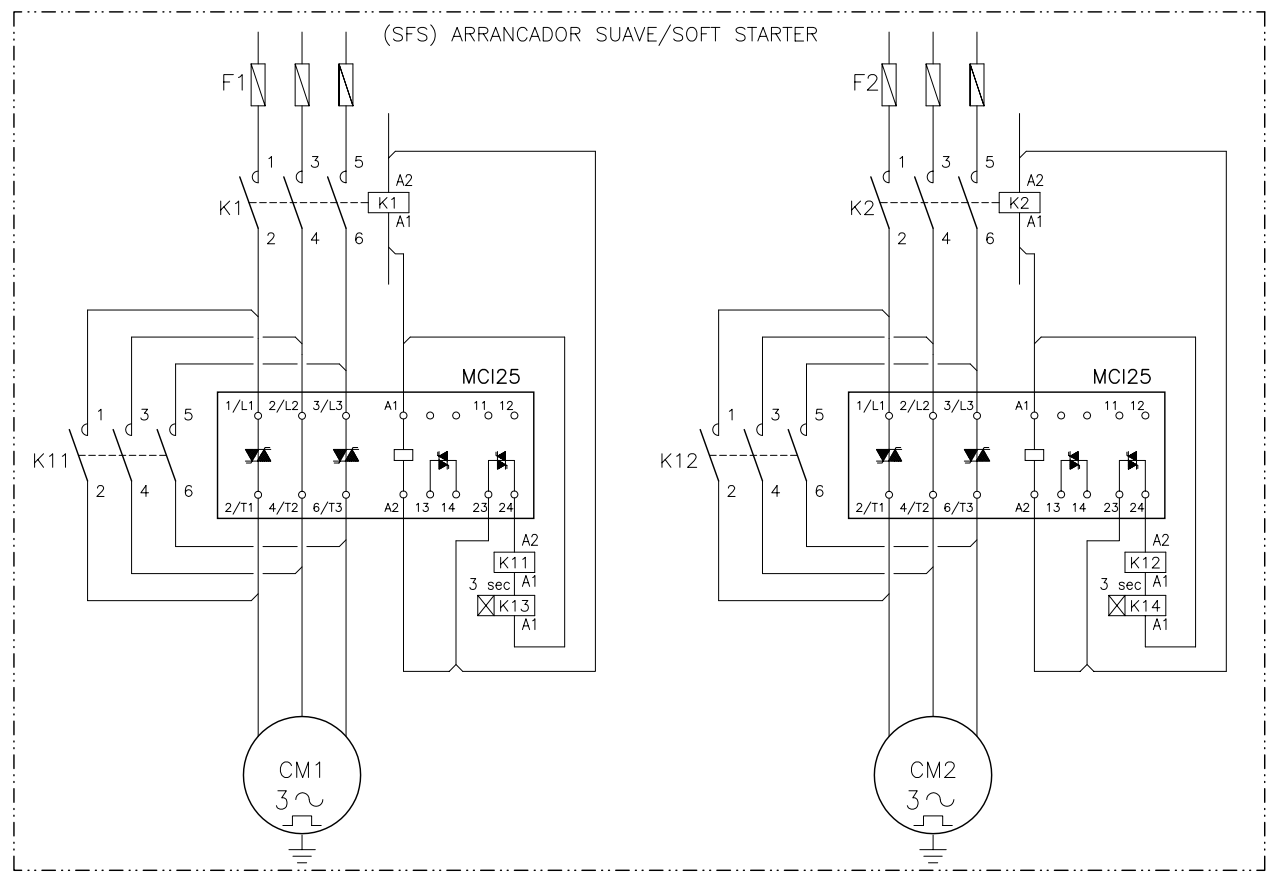 (SFS) ARRANCADOR SUAVE/SOFT STARTER
F1
F2
1 3 5
1 3 5
A2
A2
K1 K1
K2 K2
A1
A1
2 4 6
2 4 6
MCI25
MCI25
1/L1 2/L2 3/L3 A1 11 12
1/L1 2/L2 3/L3 A1 11 12
1 3 5
1 3 5
K11
K12
2 4 6
2 4 6
2/T1 4/T2 6/T3 A2 13 14 23 24
2/T1 4/T2 6/T3 A2 13 14 23 24
A2
A2
K11
K12
A1
A1
3 sec
3 sec
K13
K14
A1
A1
CM1
CM2
3
3